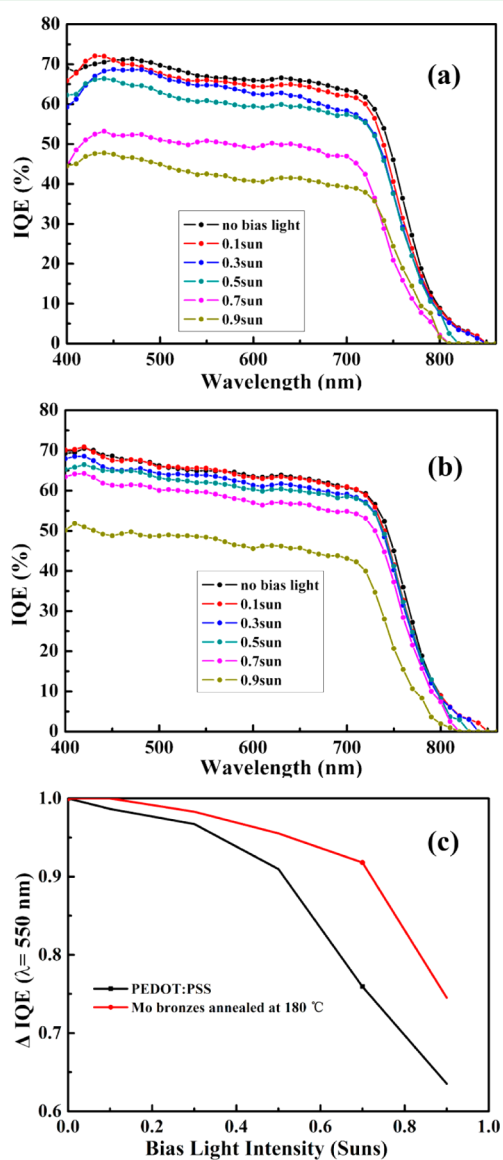 80
70
60
50
40
30
20
10
0
IQE (%)
(a)
no bias light
0.1sun
0.3sun
0.5sun
0.7sun
0.9sun
400 500 600 700 800
Wavelength (nm)
80
70
60
50
40
30
20
10
0
IQE (%)
(b)
no bias light
0.1sun
0.3sun
0.5sun
0.7sun
0.9sun
400 500 600 700 800
Wavelength (nm)
1.0
0.9
0.8
0.7
0.6
Δ IQE (λ= 550 nm)
(c)
PEDOT:PSS
Mo bronzes annealed at 180 ℃
0.0 0.2 0.4 0.6 0.8 1.0
Bias Light Intensity (Suns)